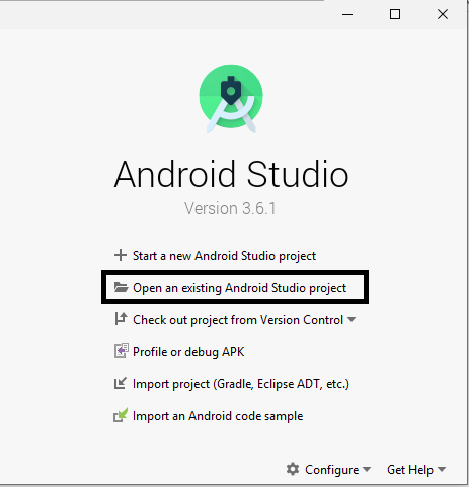 Android Studio
Version 3.6.1
Start a new Android Studio project
Open an existing Android Studio project
Check out project from Version Control
Profile or debug APK
Import project (Gradle, Eclipse ADT, etc.)
Import an Android code sample
Configure Get Help